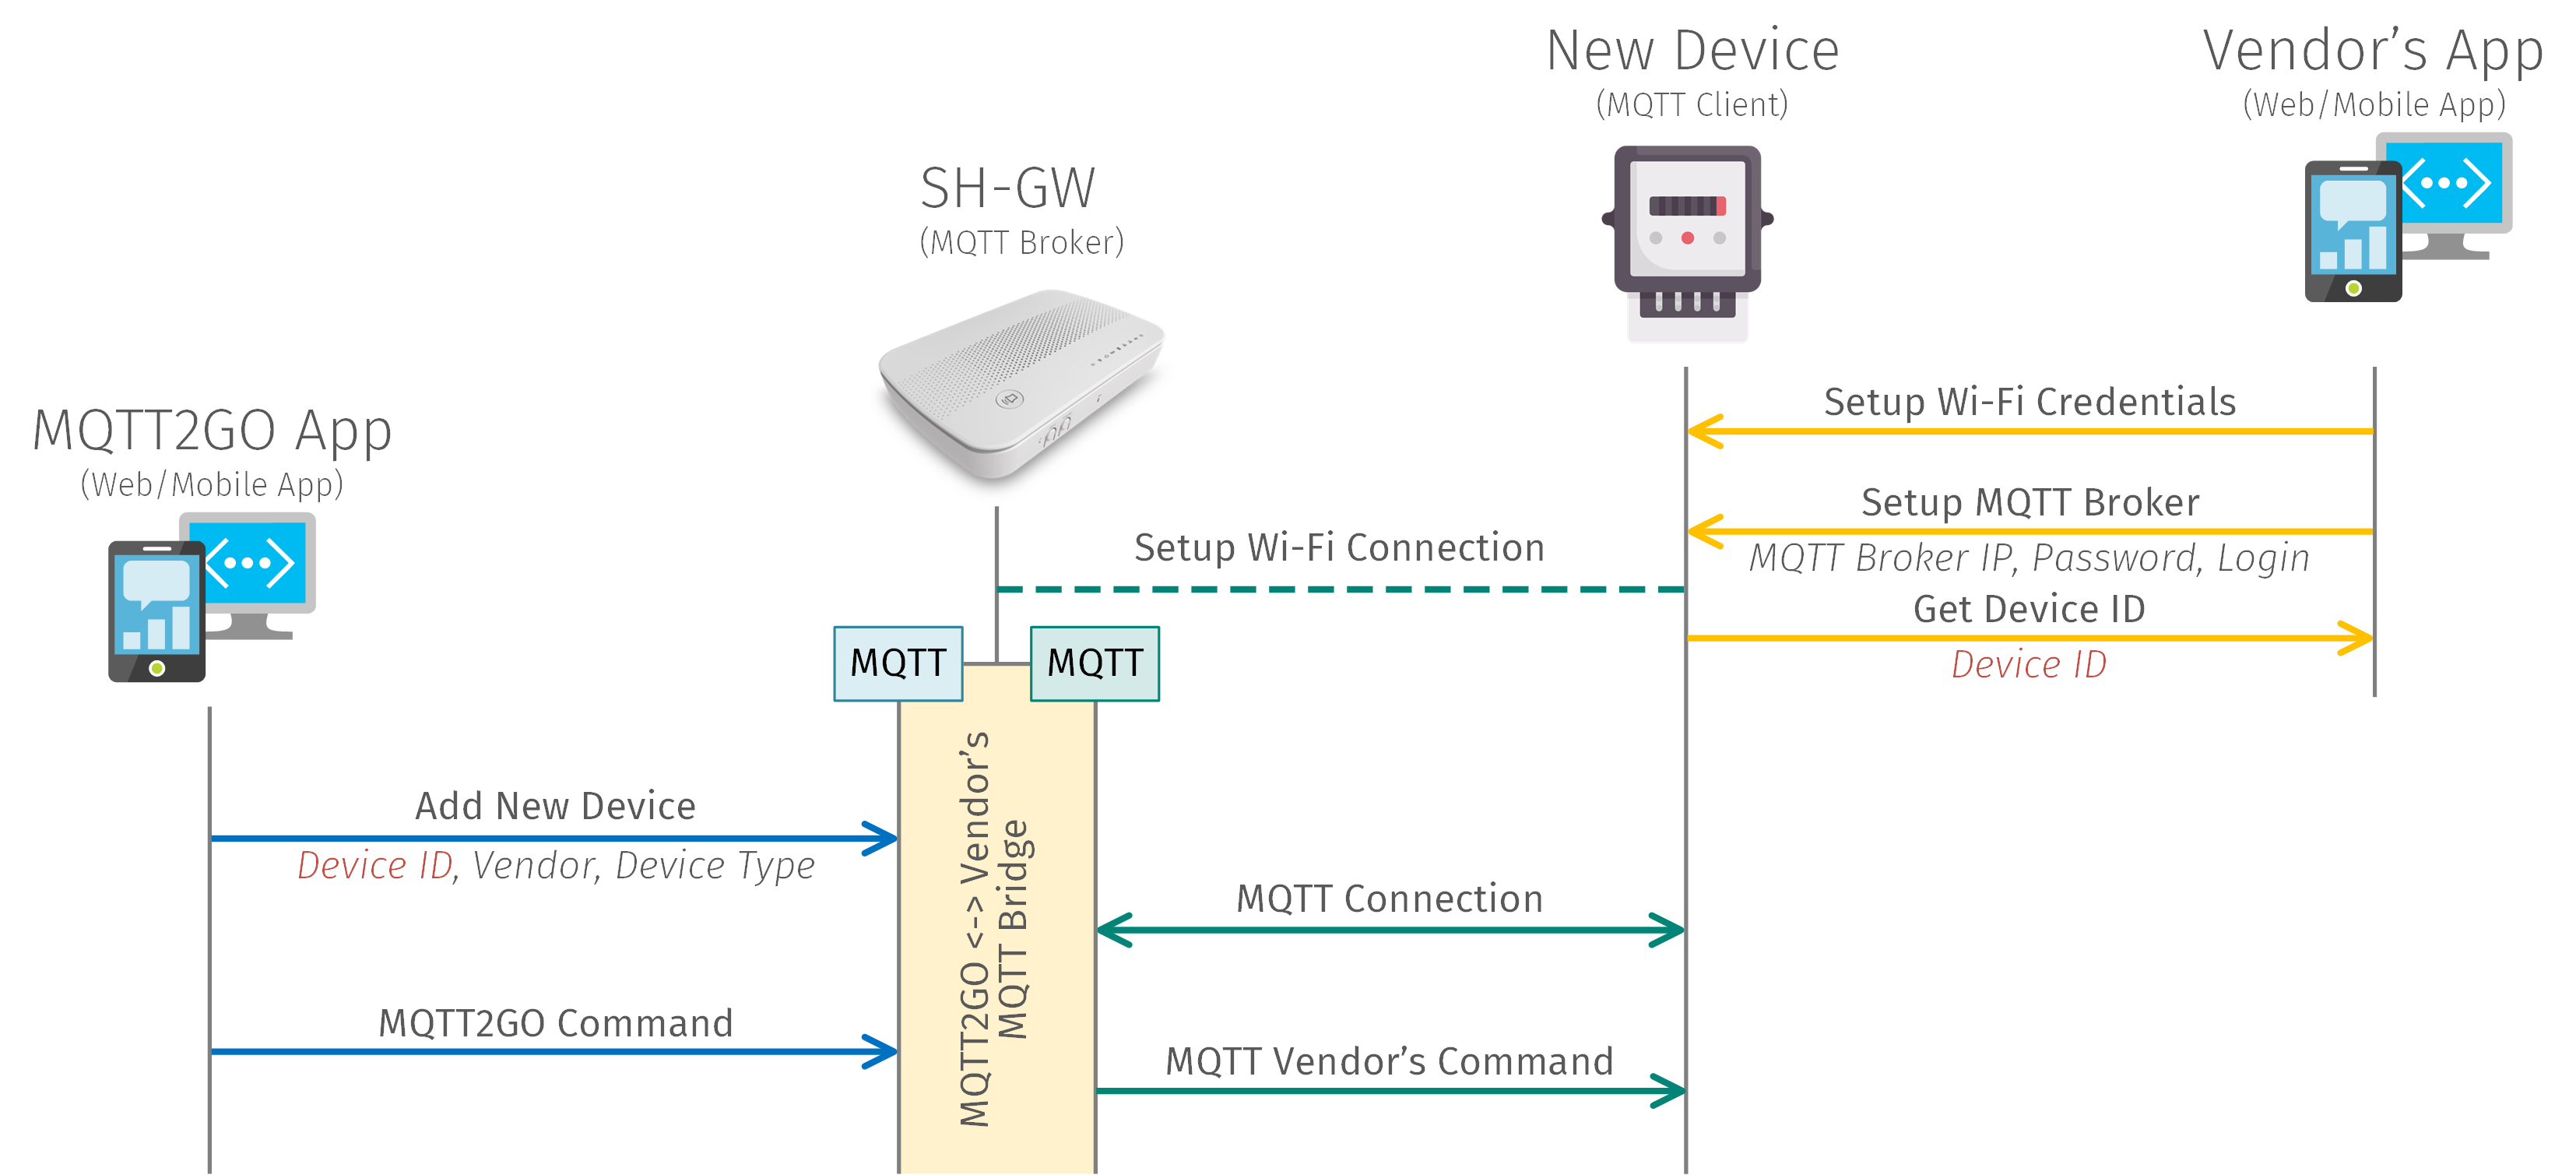 New Device
(MQTT Client)
Vendor’s App
(Web/Mobile App)
SH-GW
(MQTT Broker)
MQTT2GO App
(Web/Mobile App)
Setup Wi-Fi Credentials
Setup MQTT Broker
MQTT Broker IP, Password, Login
Setup Wi-Fi Connection
Get Device ID
Device ID
MQTT
MQTT
MQTT2GO <-> Vendor’s
MQTT Bridge
Add New Device
Device ID, Vendor, Device Type
MQTT Connection
MQTT2GO Command
MQTT Vendor’s Command